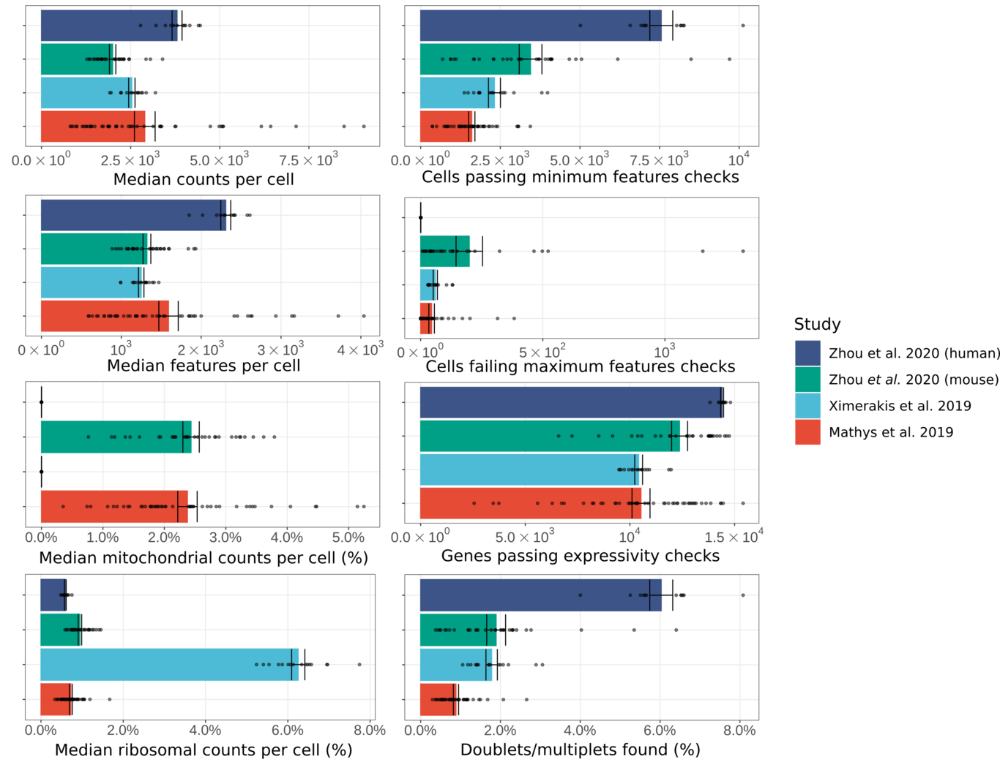 0.0 × 10⁰ 2.5 × 10³ 5.0 × 10³ 7.5 × 10³
Median counts per cell
0.0 × 10⁰ 2.5 × 10³ 5.0 × 10³ 7.5 × 10³ 10⁴
Cells passing minimum features checks
0 × 10⁰ 10³ 2 × 10³ 3 × 10³ 4 × 10³
Median features per cell
0 × 10⁰ 5 × 10² 10³
Cells failing maximum features checks
0.0% 1.0% 2.0% 3.0% 4.0% 5.0%
Median mitochondrial counts per cell (%)
0.0 × 10⁰ 5.0 × 10³ 10⁴ 1.5 × 10⁴
Genes passing expressivity checks
0.0% 2.0% 4.0% 6.0% 8.0%
Median ribosomal counts per cell (%)
0.0% 2.0% 4.0% 6.0% 8.0%
Doublets/multiplets found (%)
Study
Zhou et al. 2020 (human)
Zhou et al. 2020 (mouse)
Ximerakis et al. 2019
Mathys et al. 2019